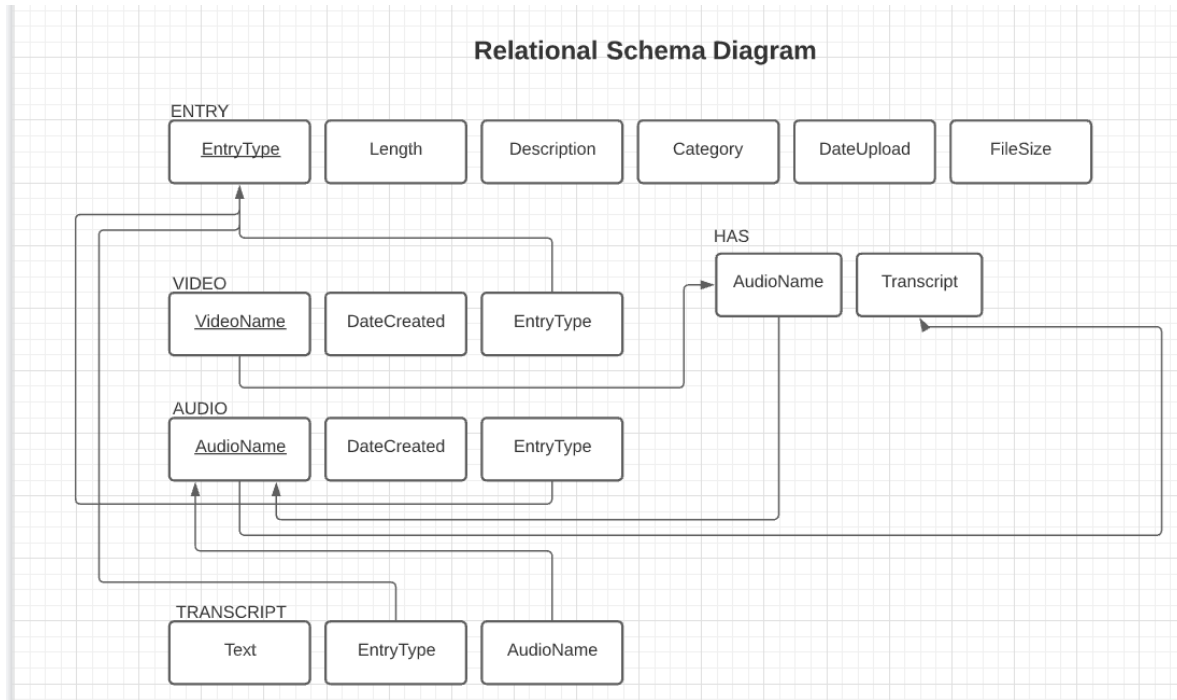 Relational Schema Diagram
ENTRY
EntryType Length Description Category DateUpload FileSize
HAS
AudioName Transcript
VIDEO
VideoName DateCreated EntryType
AUDIO
AudioName DateCreated EntryType
TRANSCRIPT
Text EntryType AudioName